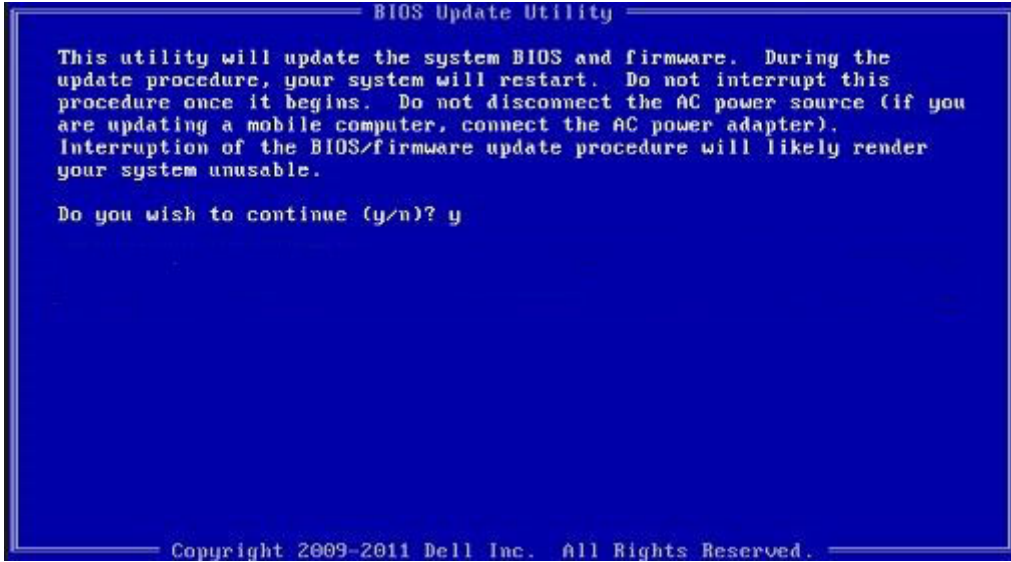 BIOS Update Utility
This utility will update the system BIOS and firmware. During the
update procedure, your system will restart. Do not interrupt this
procedure once it begins. Do not disconnect the AC power source (if you
are updating a mobile computer, connect the AC power adapter).
Interruption of the BIOS/firmware update procedure will likely render
your system unusable.
Do you wish to continue (y/n)? y
Copyright 2009-2011 Dell Inc. All Rights Reserved.